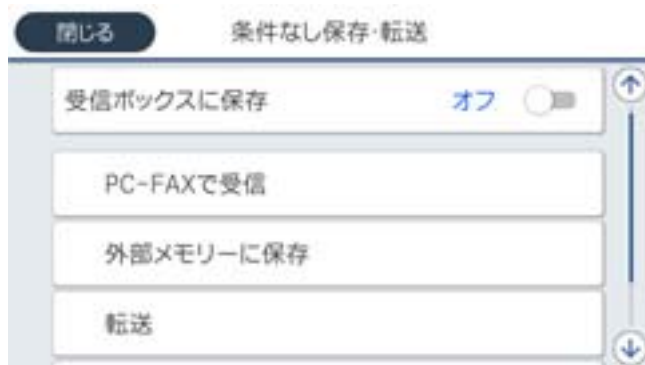 閉じる
条件なし保存・転送
受信ボックスに保存 オフ
PC-FAXで受信
外部メモリーに保存
転送